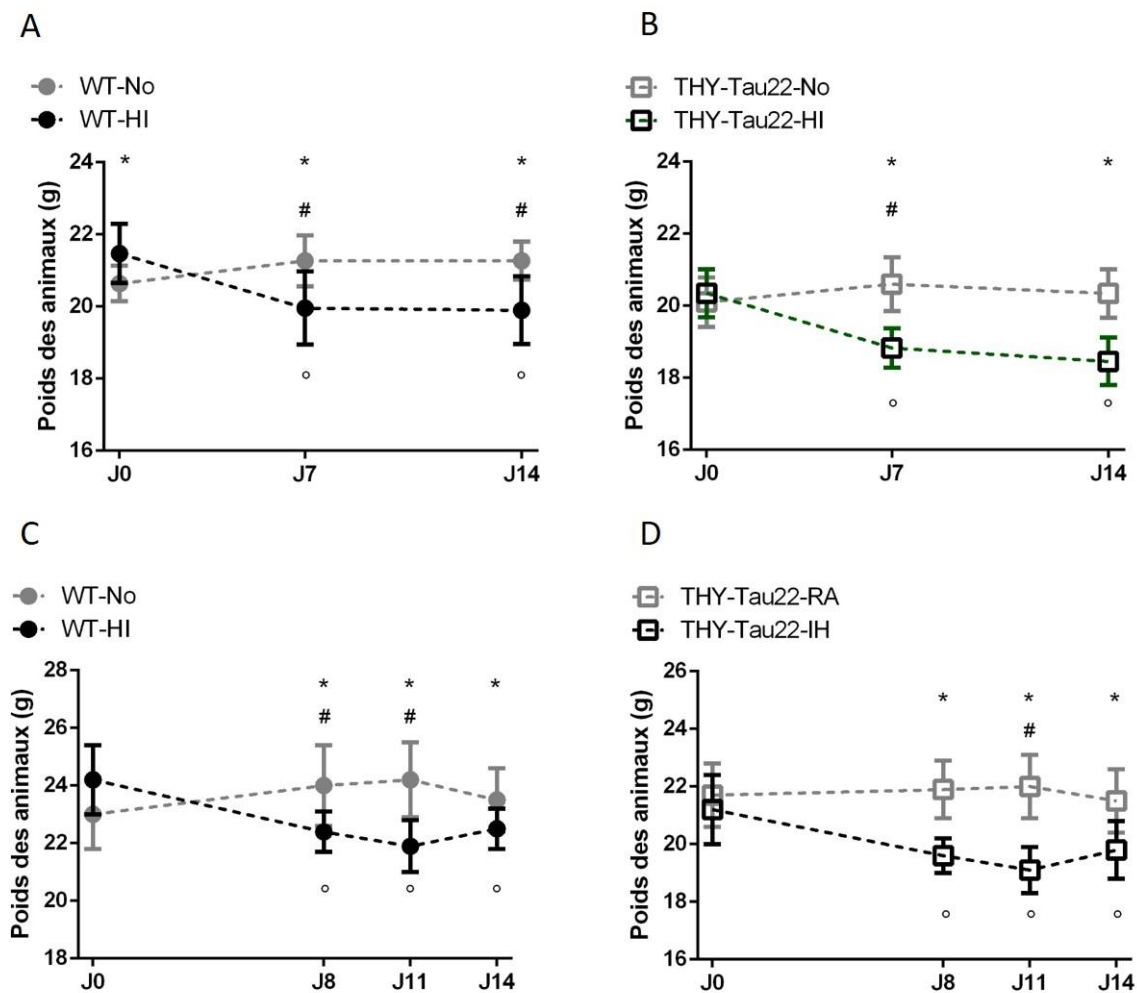 A
WT-No
WT-HI
Poids des animaux (g)
24
22
20
18
16
* * *
# #
° °
J0 J7 J14
B
THY-Tau22-No
THY-Tau22-HI
Poids des animaux (g)
24
22
20
18
16
* *
#
° °
J0 J7 J14
C
WT-No
WT-HI
Poids des animaux (g)
28
26
24
22
20
18
* * *
# #
° ° °
J0 J8 J11 J14
D
THY-Tau22-RA
THY-Tau22-IH
Poids des animaux (g)
26
24
22
20
18
16
* * *
#
° ° °
J0 J8 J11 J14